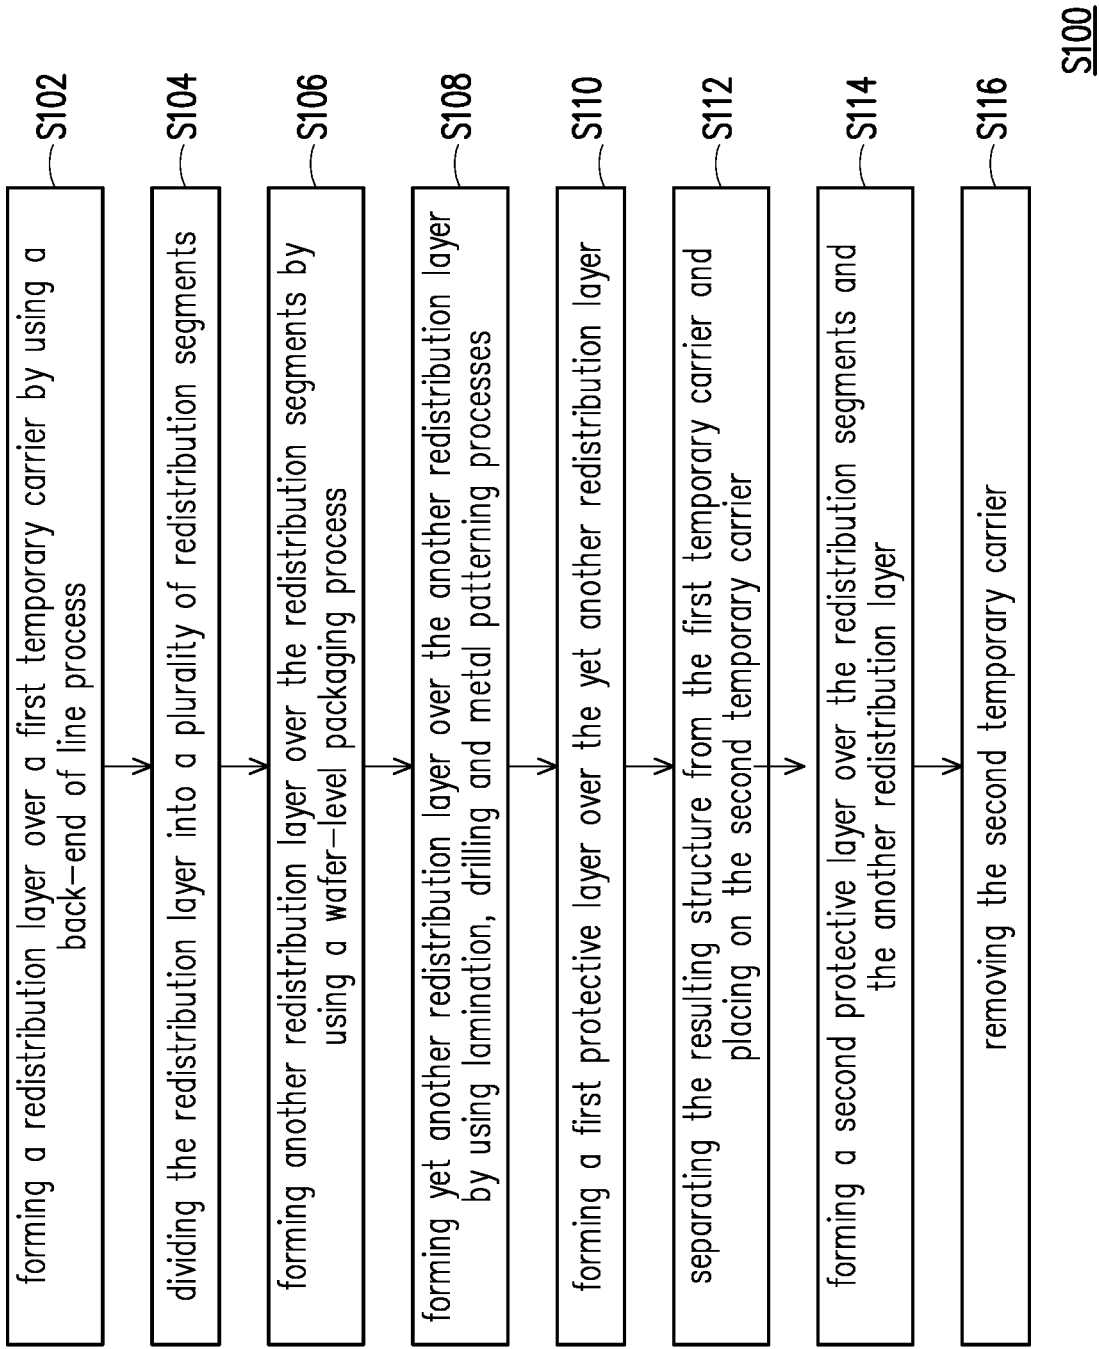 forming a redistribution layer over a first temporary carrier by using a
back-end of line process
S102
dividing the redistribution layer into a plurality of redistribution segments
S104
forming another redistribution layer over the redistribution segments by
using a wafer-level packaging process
S106
forming yet another redistribution layer over the another redistribution layer
by using lamination, drilling and metal patterning processes
S108
forming a first protective layer over the yet another redistribution layer
S110
separating the resulting structure from the first temporary carrier and
placing on the second temporary carrier
S112
forming a second protective layer over the redistribution segments and
the another redistribution layer
S114
removing the second temporary carrier
S116
S100